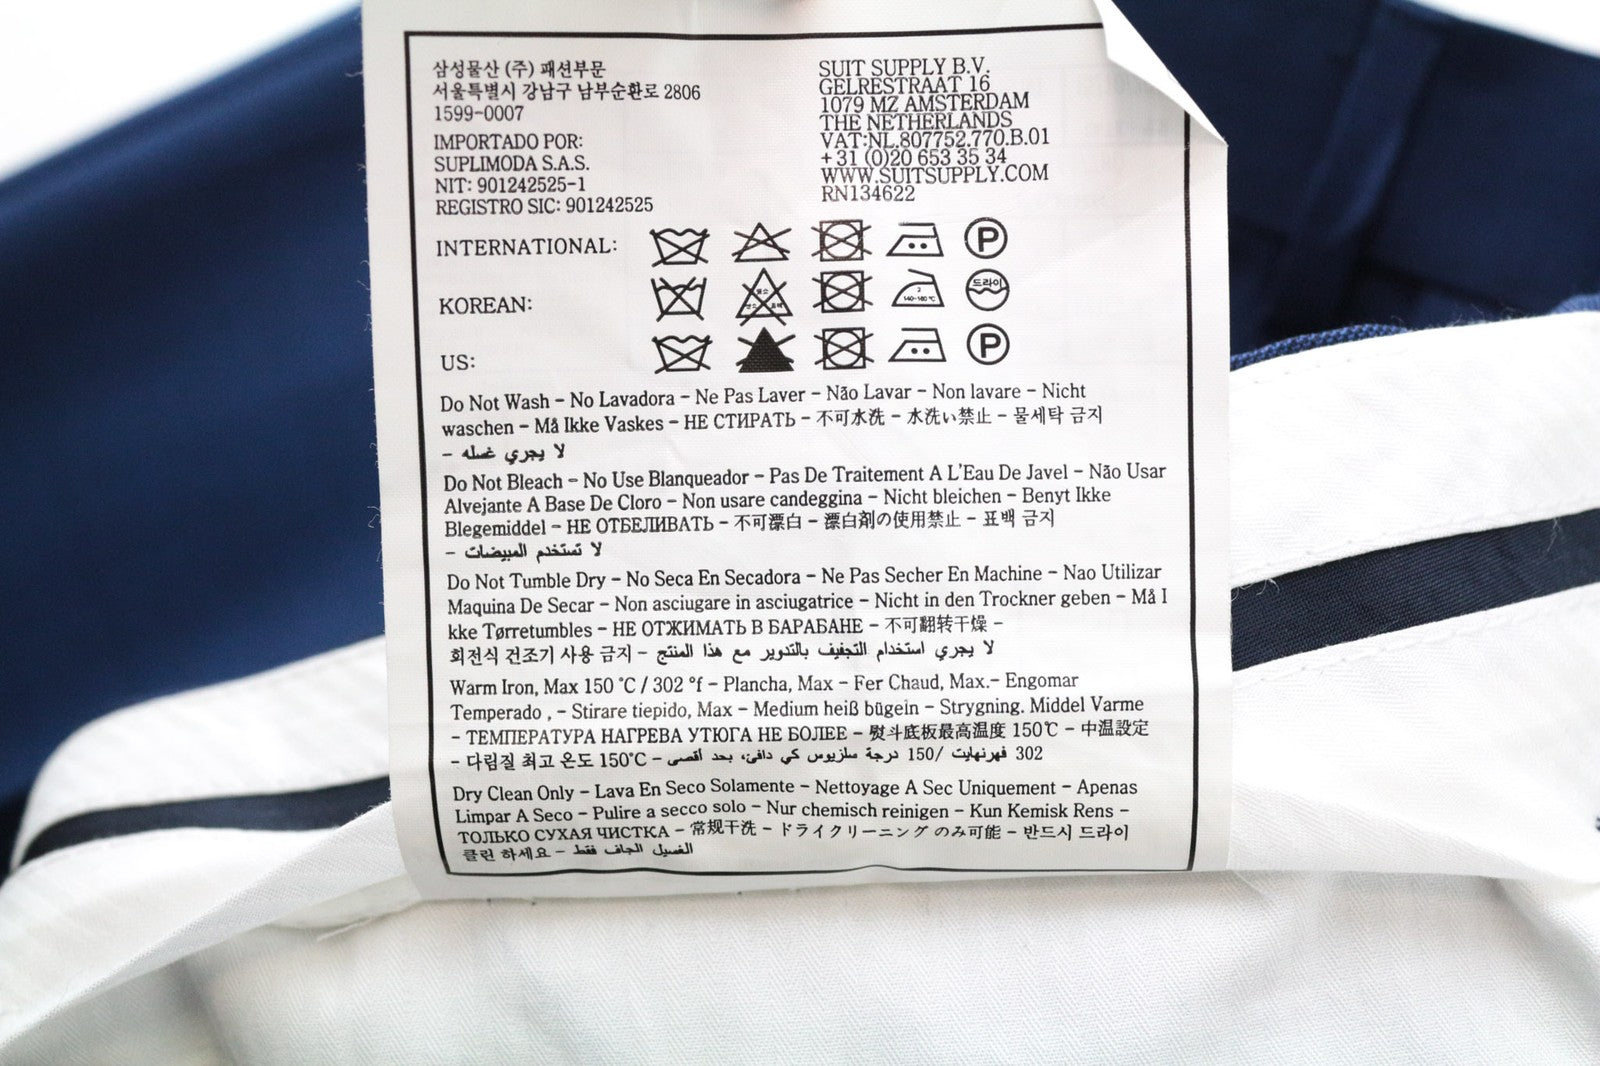 삼성물산 (주) 패션부문
서울특별시 강남구 남부순환로 2806
1599-0007
IMPORTADO POR:
SUPLIMODA S.A.S.
NIT: 901242525-1
REGISTRO SIC: 901242525
SUIT SUPPLY B.V.
GELRESTRAAT 16
1079 MZ AMSTERDAM
THE NETHERLANDS
VAT:NL.807752.770.B.01
+31 (0)20 653 35 34
WWW.SUITSUPPLY.COM
RN134622
INTERNATIONAL:
P
KOREAN:
2
140-160 ℃
드라이
US:
P
Do Not Wash - No Lavadora - Ne Pas Laver - Não Lavar - Non lavare - Nicht
waschen - Må Ikke Vaskes - НЕ СТИРАТЬ - 不可水洗 - 水洗い禁止 - 물세탁 금지
- لا يجري غسله
Do Not Bleach - No Use Blanqueador - Pas De Traitement A L'Eau De Javel - Não Usar
Alvejante A Base De Cloro - Non usare candeggina - Nicht bleichen - Benyt Ikke
Blegemiddel - НЕ ОТБЕЛИВАТЬ - 不可漂白 - 漂白剤の使用禁止 - 표백 금지
- لا تستخدم المبيضات
Do Not Tumble Dry - No Seca En Secadora - Ne Pas Secher En Machine - Nao Utilizar
Maquina De Secar - Non asciugare in asciugatrice - Nicht in den Trockner geben - Må I
kke Tørretumbles - НЕ ОТЖИМАТЬ В БАРАБАНЕ - 不可翻转干燥 -
회전식 건조기 사용 금지 - لا يجري استخدام التجفيف بالتدوير مع هذا المنتج
Warm Iron, Max 150 °C / 302 °f - Plancha, Max - Fer Chaud, Max.- Engomar
Temperado , - Stirare tiepido, Max - Medium heiß bügein - Strygning. Middel Varme
- ТЕМПЕРАТУРА НАГРЕВА УТЮГА НЕ БОЛЕЕ - 熨斗底板最高温度 150℃ - 中温設定
- 다림질 최고 온도 150℃ - 302 فهرنهايت /150 درجة سلزيوس كي دافئ، بحد أقصى
Dry Clean Only - Lava En Seco Solamente - Nettoyage A Sec Uniquement - Apenas
Limpar A Seco - Pulire a secco solo - Nur chemisch reinigen - Kun Kemisk Rens -
ТОЛЬКО СУХАЯ ЧИСТКА - 常规干洗 - ドライクリーニング のみ可能 - 반드시 드라이
클린 하세요 - الغسيل الجاف فقط